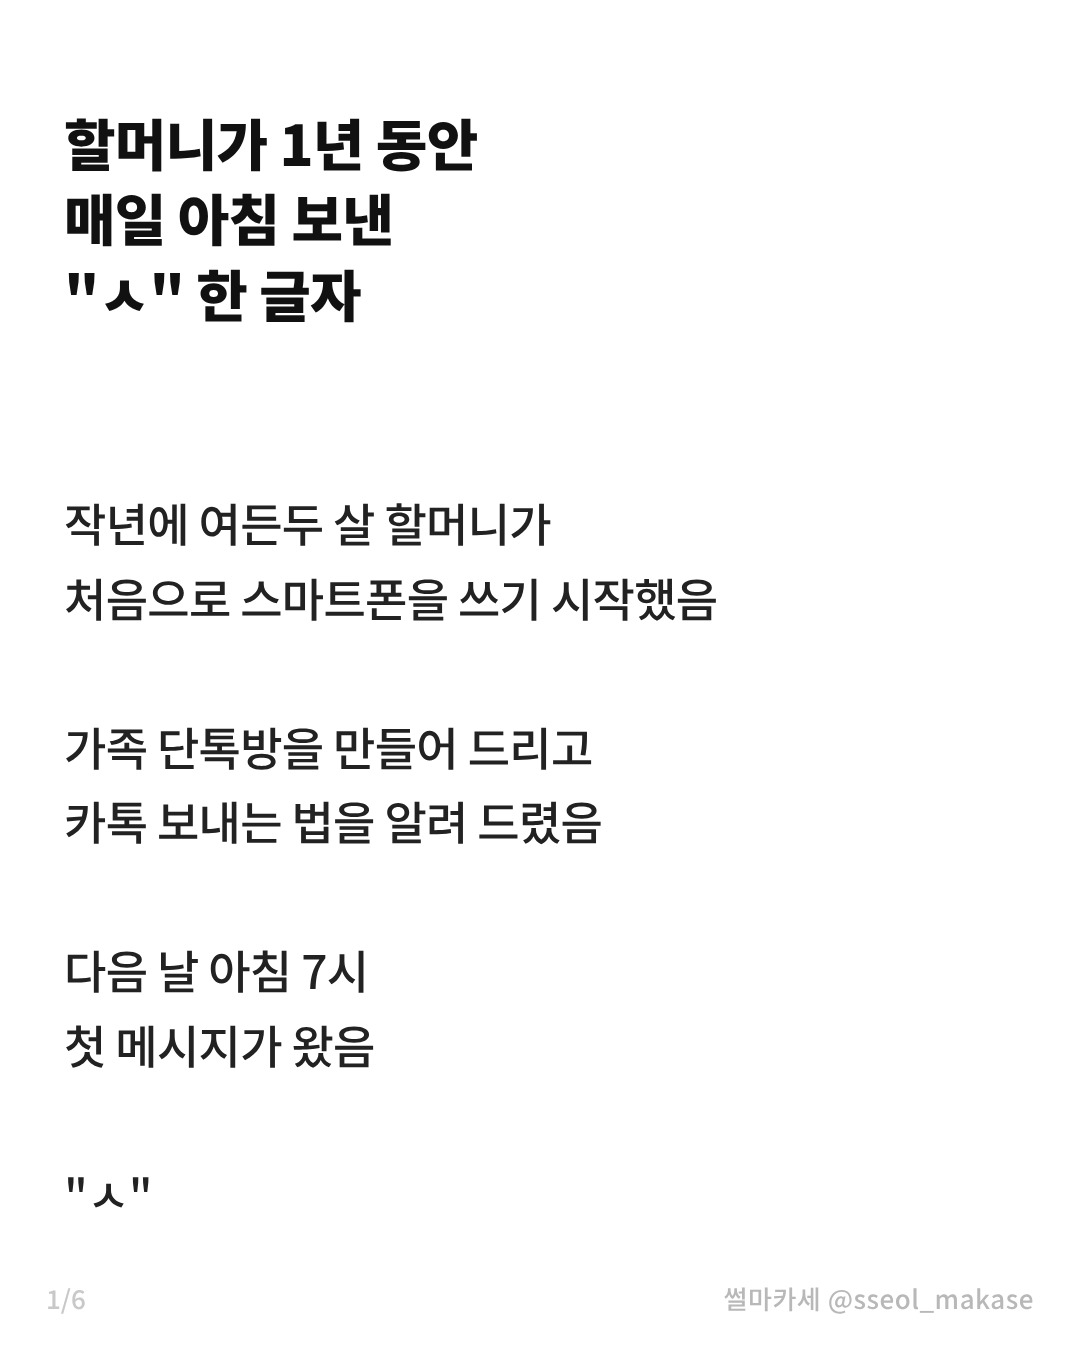 할머니가 1년 동안
매일 아침 보낸
"ㅅ" 한 글자
작년에 여든두 살 할머니가
처음으로 스마트폰을 쓰기 시작했음
가족 단톡방을 만들어 드리고
카톡 보내는 법을 알려 드렸음
다음 날 아침 7시
첫 메시지가 왔음
"ㅅ"
1/6
썰마카세 @sseol_makase